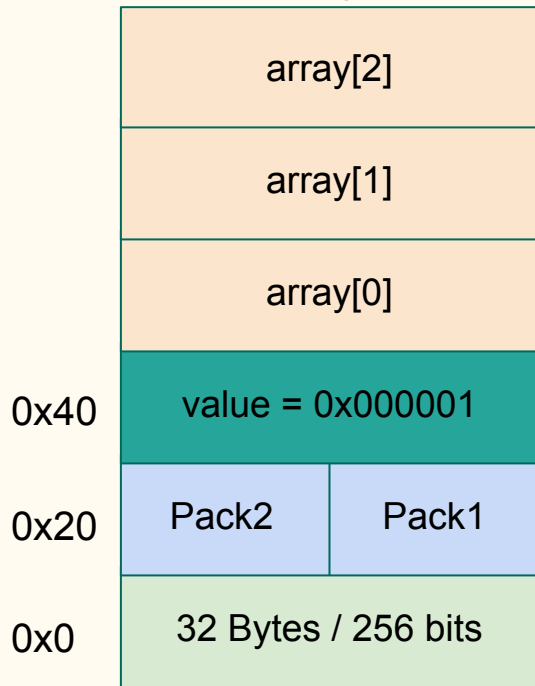 array[2]
array[1]
array[0]
0x40 value = 0x000001
0x20 Pack2 Pack1
0x0 32 Bytes / 256 bits